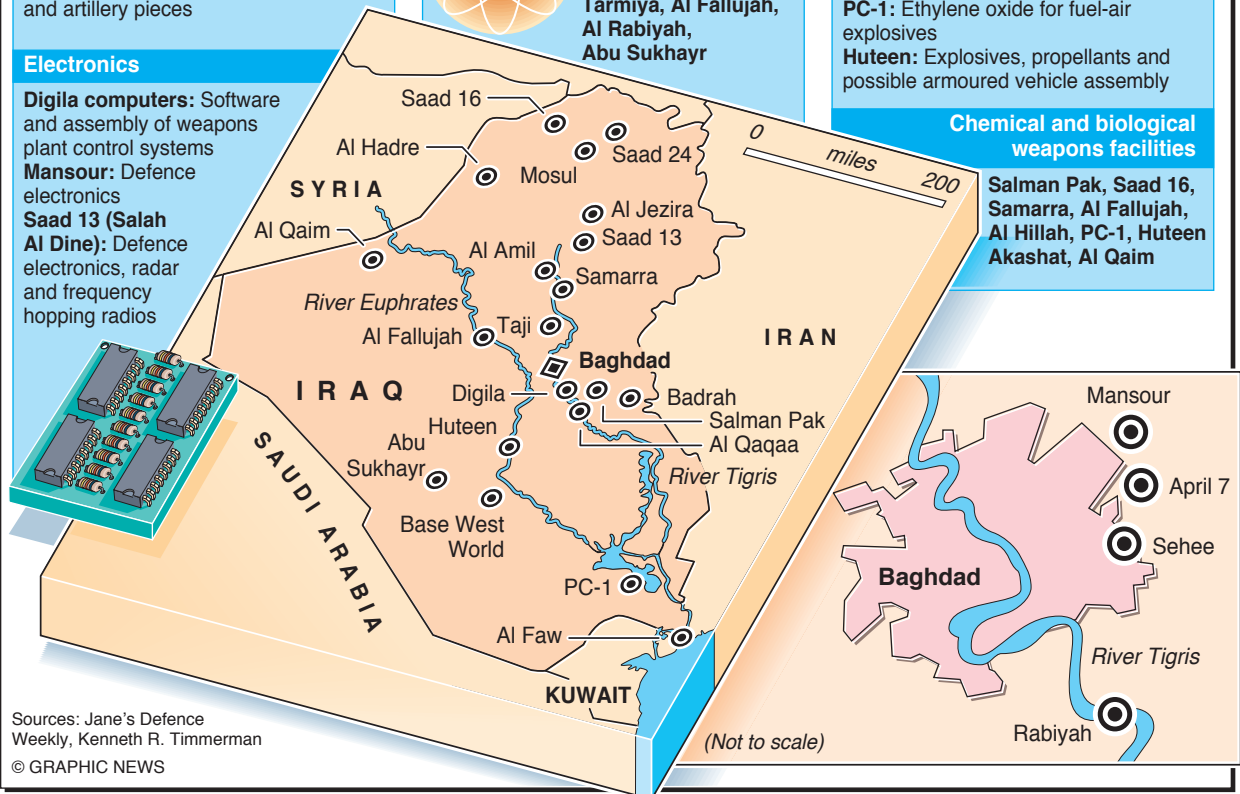 and artillery pieces
Electronics
Digila computers: Software
and assembly of weapons
plant control systems
Mansour: Defence
electronics
Saad 13 (Salah
Al Dine): Defence
electronics, radar
and frequency
hopping radios
Tarmiya, Al Fallujah,
Al Rabiyah,
Abu Sukhayr
PC-1: Ethylene oxide for fuel-air
explosives
Huteen: Explosives, propellants and
possible armoured vehicle assembly
Chemical and biological
weapons facilities
Salman Pak, Saad 16,
Samarra, Al Fallujah,
Al Hillah, PC-1, Huteen
Akashat, Al Qaim
0
miles
200
Saad 16
Saad 24
Al Hadre
Mosul
SYRIA
Al Jezira
Al Qaim
Saad 13
Al Amil
Samarra
River Euphrates
Taji
Al Fallujah
IRAN
Baghdad
IRAQ
Digila
Badrah
Salman Pak
Huteen
Al Qaqaa
Abu
Sukhayr
River Tigris
SAUDI ARABIA
Base West
World
PC-1
Al Faw
KUWAIT
Mansour
April 7
Sehee
Baghdad
River Tigris
Rabiyah
(Not to scale)
Sources: Jane's Defence
Weekly, Kenneth R. Timmerman
© GRAPHIC NEWS